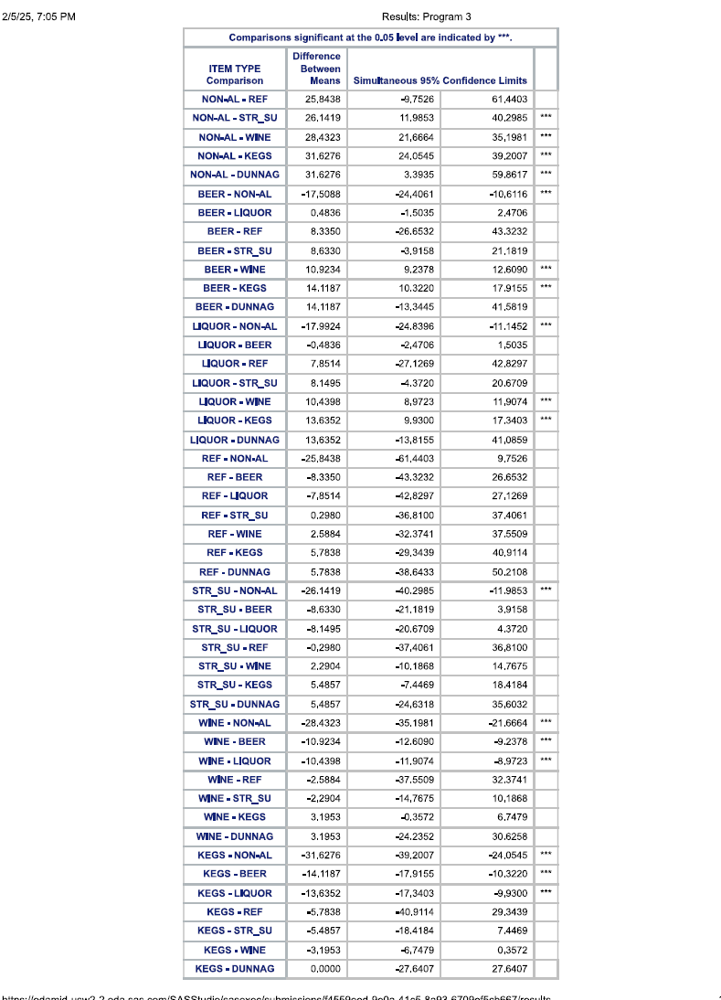 2/5/25, 7:05 PM Results: Program 3
Comparisons significant at the 0.05 level are indicated by ***.
ITEM TYPE Comparison Difference Between Means Simultaneous 95% Confidence Limits
NON-AL - REF 25.8438 -9.7526 61.4403
NON-AL - STR_SU 26.1419 11.9853 40.2985 ***
NON-AL - WINE 28.4323 21.6664 35.1981 ***
NON-AL - KEGS 31.6276 24.0545 39.2007 ***
NON-AL - DUNNAG 31.6276 3.3935 59.8617 ***
BEER - NON-AL -17.5088 -24.4061 -10.6116 ***
BEER - LIQUOR 0.4836 -1.5035 2.4706
BEER - REF 8.3350 -26.6532 43.3232
BEER - STR_SU 8.6330 -3.9158 21.1819
BEER - WINE 10.9234 9.2378 12.6090 ***
BEER - KEGS 14.1187 10.3220 17.9155 ***
BEER - DUNNAG 14.1187 -13.3445 41.5819
LIQUOR - NON-AL -17.9924 -24.8396 -11.1452 ***
LIQUOR - BEER -0.4836 -2.4706 1.5035
LIQUOR - REF 7.8514 -27.1269 42.8297
LIQUOR - STR_SU 8.1495 -4.3720 20.6709
LIQUOR - WINE 10.4398 8.9723 11.9074 ***
LIQUOR - KEGS 13.6352 9.9300 17.3403 ***
LIQUOR - DUNNAG 13.6352 -13.8155 41.0859
REF - NON-AL -25.8438 -61.4403 9.7526
REF - BEER -8.3350 -43.3232 26.6532
REF - LIQUOR -7.8514 -42.8297 27.1269
REF - STR_SU 0.2980 -36.8100 37.4061
REF - WINE 2.5884 -32.3741 37.5509
REF - KEGS 5.7838 -29.3439 40.9114
REF - DUNNAG 5.7838 -38.6433 50.2108
STR_SU - NON-AL -26.1419 -40.2985 -11.9853 ***
STR_SU - BEER -8.6330 -21.1819 3.9158
STR_SU - LIQUOR -8.1495 -20.6709 4.3720
STR_SU - REF -0.2980 -37.4061 36.8100
STR_SU - WINE 2.2904 -10.1868 14.7675
STR_SU - KEGS 5.4857 -7.4469 18.4184
STR_SU - DUNNAG 5.4857 -24.6318 35.6032
WINE - NON-AL -28.4323 -35.1981 -21.6664 ***
WINE - BEER -10.9234 -12.6090 -9.2378 ***
WINE - LIQUOR -10.4398 -11.9074 -8.9723 ***
WINE - REF -2.5884 -37.5509 32.3741
WINE - STR_SU -2.2904 -14.7675 10.1868
WINE - KEGS 3.1953 -0.3572 6.7479
WINE - DUNNAG 3.1953 -24.2352 30.6258
KEGS - NON-AL -31.6276 -39.2007 -24.0545 ***
KEGS - BEER -14.1187 -17.9155 -10.3220 ***
KEGS - LIQUOR -13.6352 -17.3403 -9.9300 ***
KEGS - REF -5.7838 -40.9114 29.3439
KEGS - STR_SU -5.4857 -18.4184 7.4469
KEGS - WINE -3.1953 -6.7479 0.3572
KEGS - DUNNAG 0.0000 -27.6407 27.6407